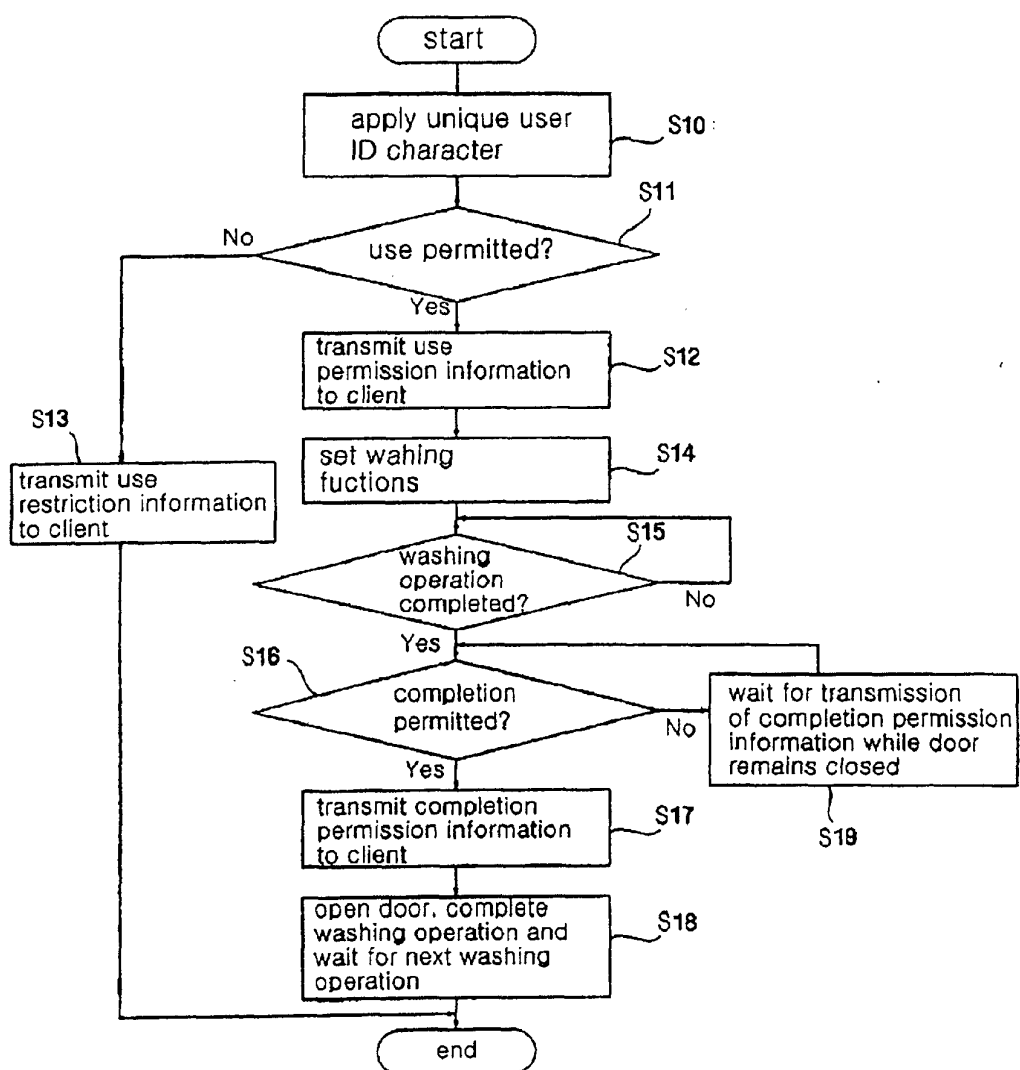 start
apply unique user
ID character
S10
S11
No
use permitted?
Yes
transmit use
permission information
to client
S12
S13
transmit use
restriction information
to client
set wahing
fuctions
S14
S15
washing
operation
completed?
No
Yes
S16
completion
permitted?
No
wait for transmission
of completion permission
information while door
remains closed
S19
Yes
transmit completion
permission information
to client
S17
open door, complete
washing operation and
wait for next washing
operation
S18
end